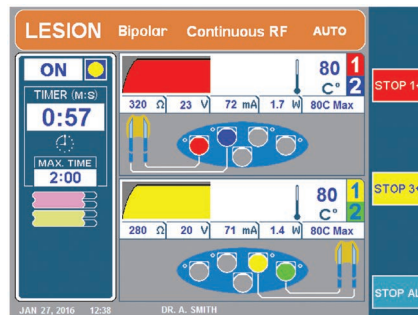 LESION Bipolar Continuous RF AUTO
ON
TIMER (M:S)
0:57
MAX. TIME
2:00
80 1
C° 2
320 Ω 23 V 72 mA 1.7 W 80C Max
80 1
C° 2
280 Ω 20 V 71 mA 1.4 W 80C Max
STOP 1
STOP 3
STOP AL
JAN 27, 2016 12:38 DR. A. SMITH